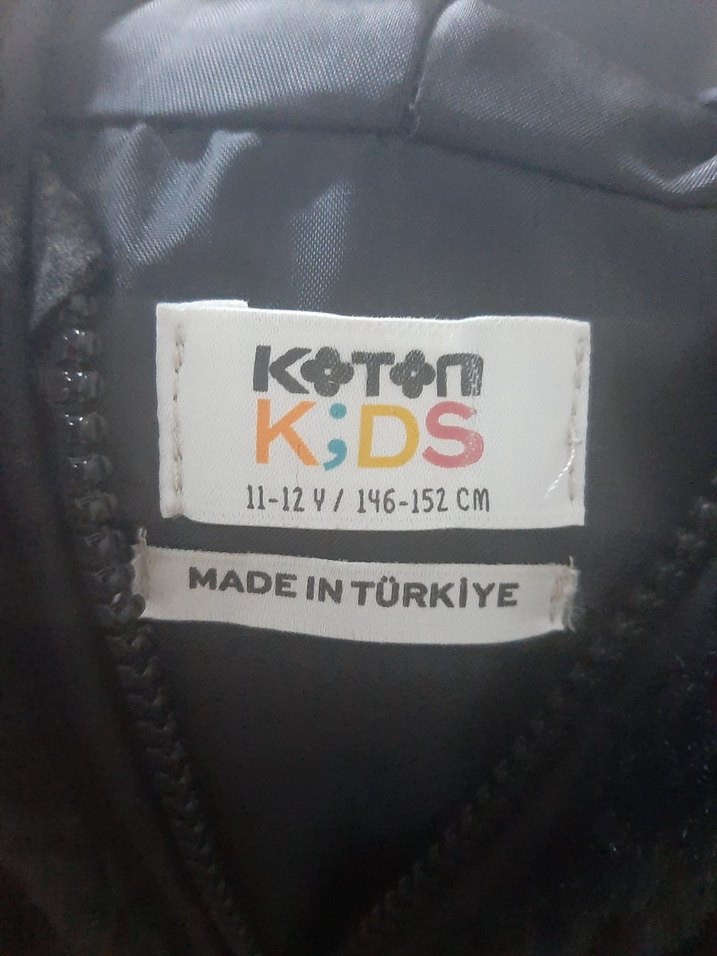 KOTON
K;DS
11-12 Y / 146-152 CM
MADE IN TÜRKİYE